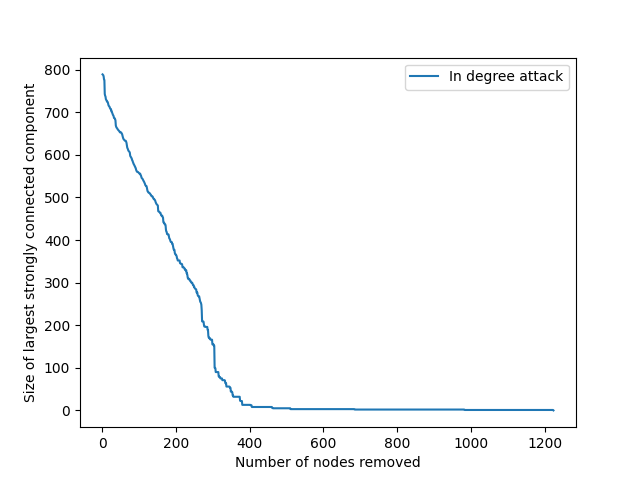 In degree attack
Size of largest strongly connected component
800
700
600
500
400
300
200
100
0
0 200 400 600 800 1000 1200
Number of nodes removed